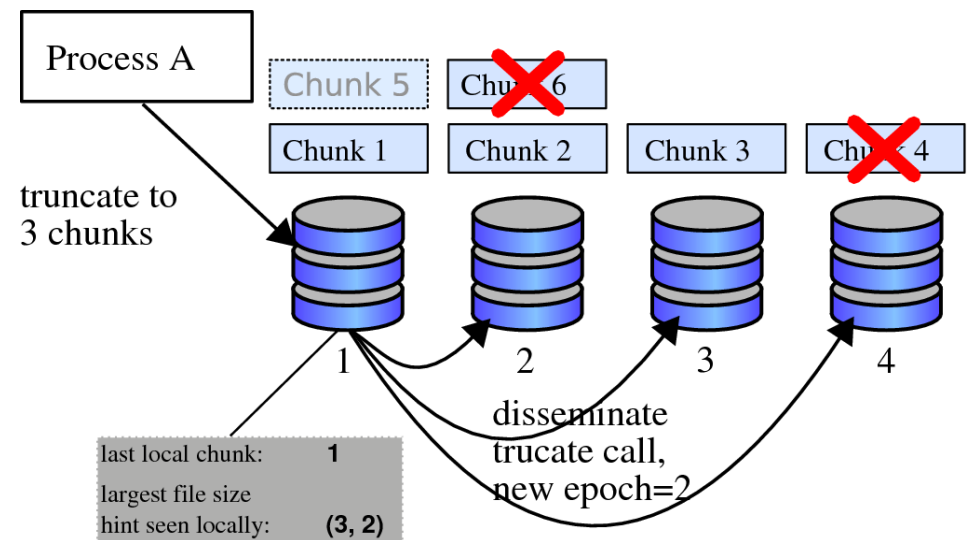 Process A
Chunk 5
Chunk 6
Chunk 1
Chunk 2
Chunk 3
Chunk 4
truncate to
3 chunks
1
2
3
4
disseminate
trucate call,
new epoch=2
last local chunk: 1
largest file size
hint seen locally: (3, 2)